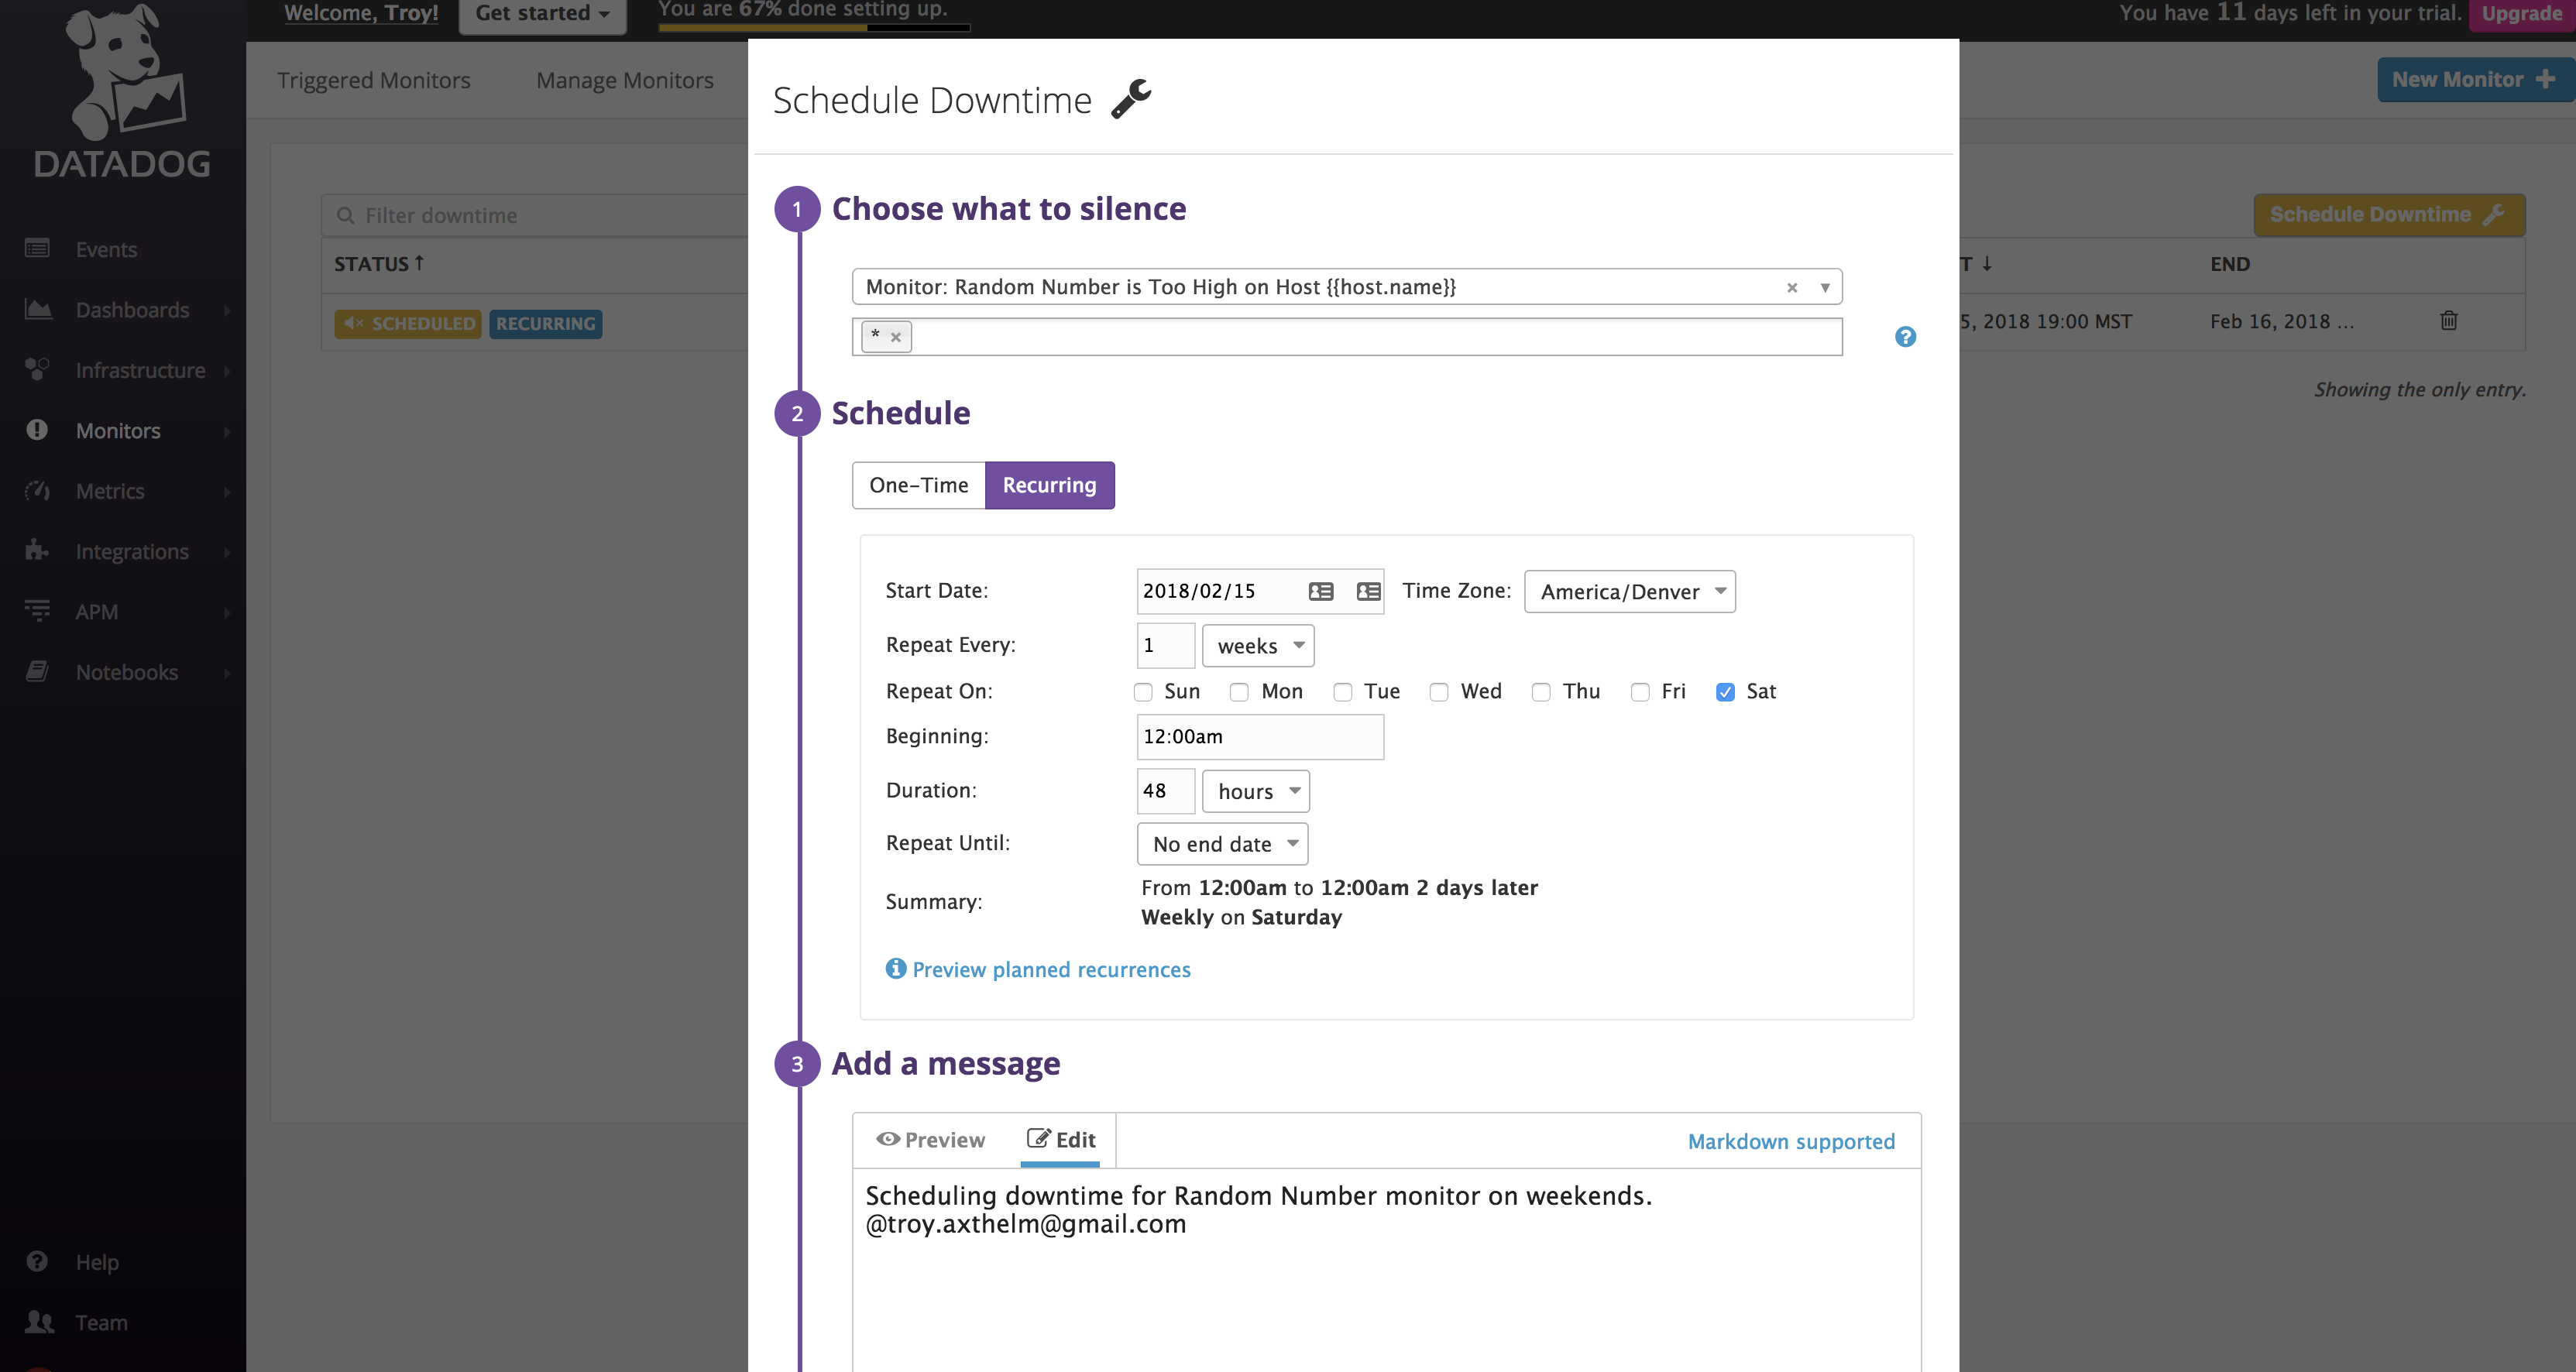 Welcome, Troy!
Get started
You are 67% done setting up.
You have 11 days left in your trial.
Upgrade
DATADOG
Triggered Monitors
Manage Monitors
New Monitor
Events
Dashboards
Infrastructure
Monitors
Metrics
Integrations
APM
Notebooks
Help
Team
Filter downtime
Schedule Downtime
STATUS
T
END
SCHEDULED
RECURRING
5, 2018 19:00 MST
Feb 16, 2018 ...
Showing the only entry.
Schedule Downtime
1
Choose what to silence
Monitor: Random Number is Too High on Host {{host.name}}
*
2
Schedule
One-Time
Recurring
Start Date:
2018/02/15
Time Zone:
America/Denver
Repeat Every:
1
weeks
Repeat On:
Sun
Mon
Tue
Wed
Thu
Fri
Sat
Beginning:
12:00am
Duration:
48
hours
Repeat Until:
No end date
Summary:
From 12:00am to 12:00am 2 days later
Weekly on Saturday
Preview planned recurrences
3
Add a message
Preview
Edit
Markdown supported
Scheduling downtime for Random Number monitor on weekends.
@troy.axthelm@gmail.com